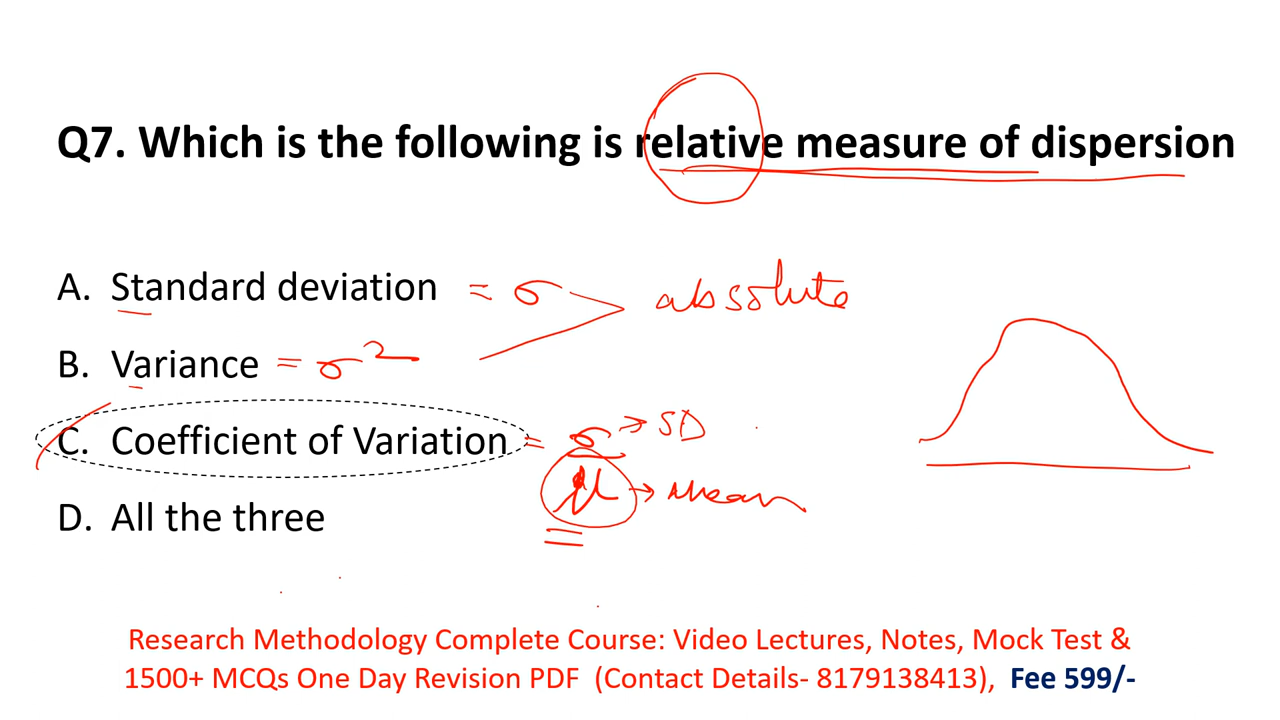 Q7. Which is the following is relative measure of dispersion
A. Standard deviation = σ absolute
B. Variance = σ²
C. Coefficient of Variation = σ → SD
μ → Mean
D. All the three
Research Methodology Complete Course: Video Lectures, Notes, Mock Test &
1500+ MCQs One Day Revision PDF (Contact Details- 8179138413), Fee 599/-